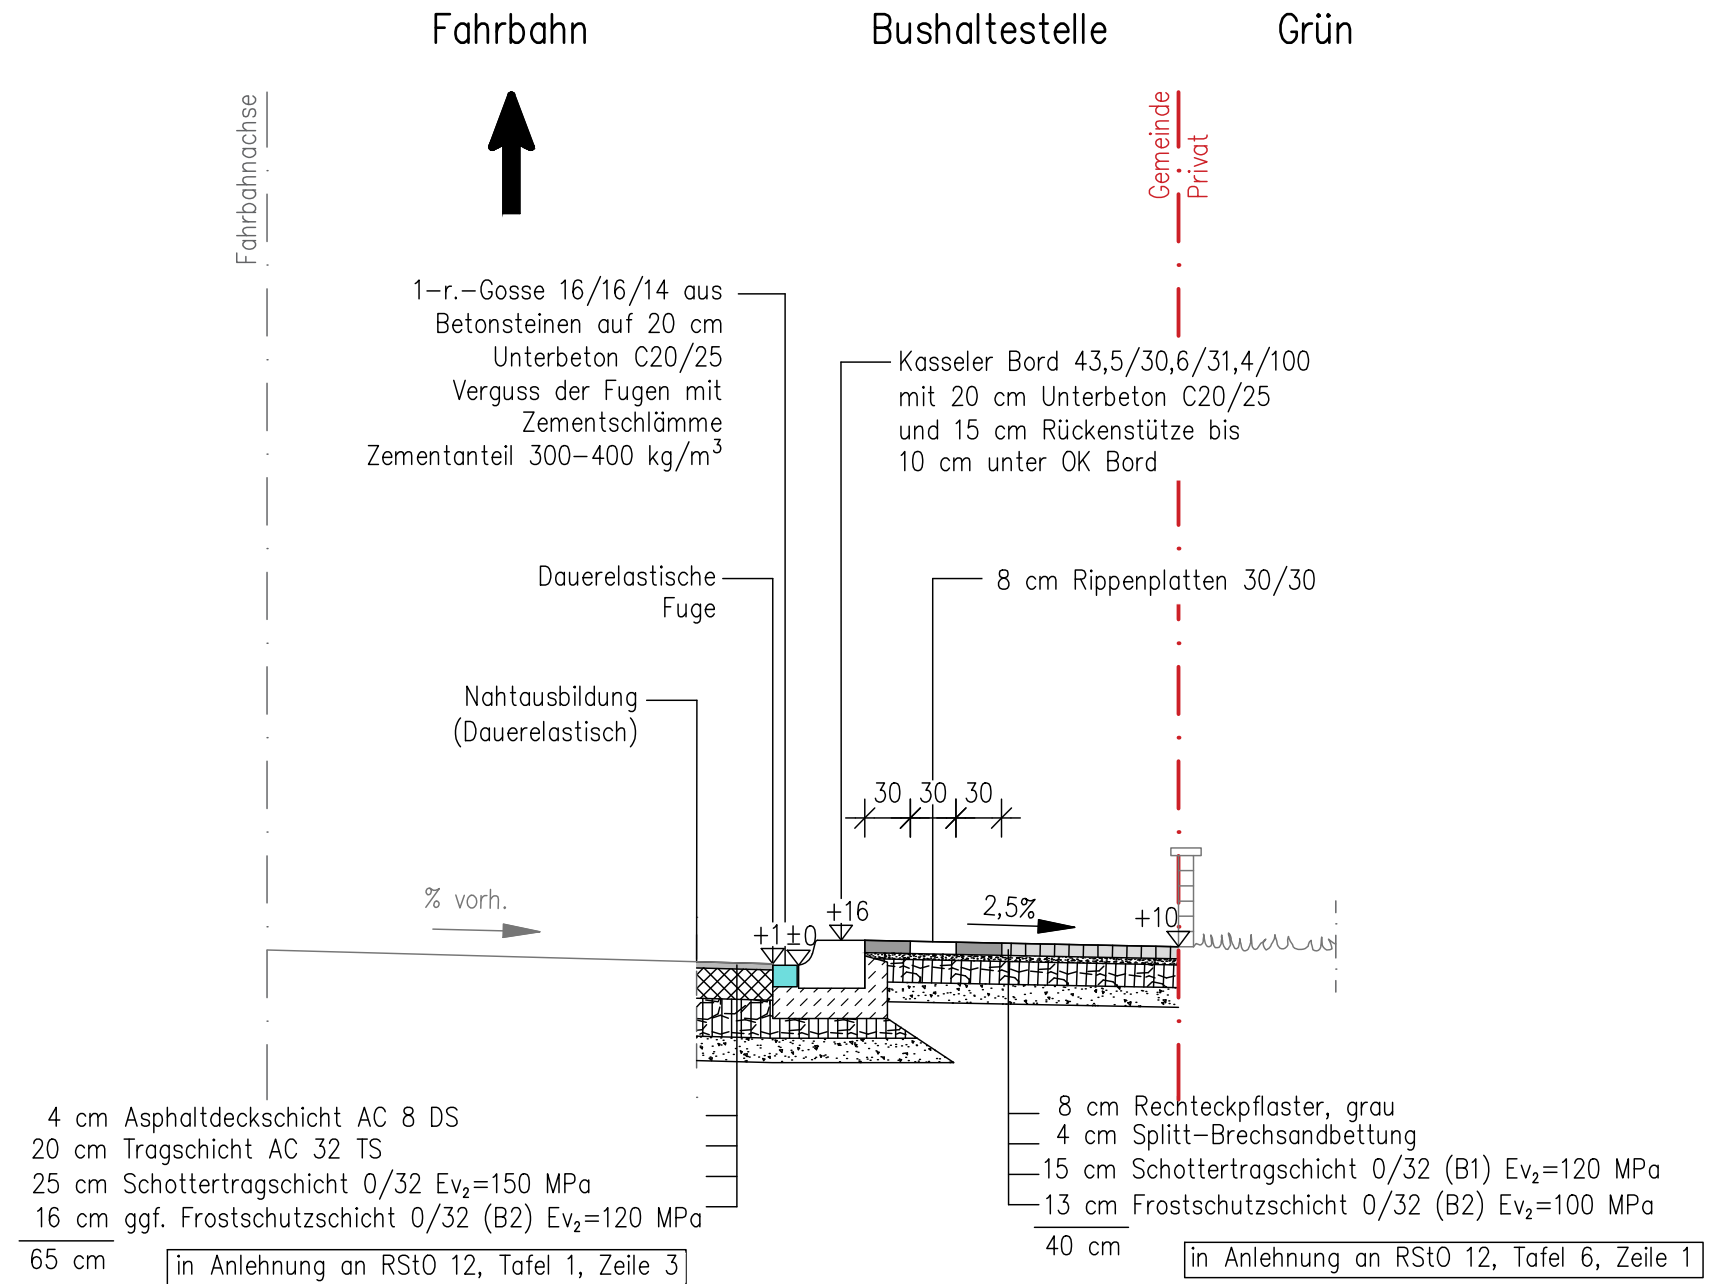 Fahrbahn
Bushaltestelle
Grün
Fahrbahnachse
Gemeinde
Privat
1-r.-Gosse 16/16/14 aus
Betonsteinen auf 20 cm
Unterbeton C20/25
Verguss der Fugen mit
Zementschlämme
Zementanteil 300-400 kg/m³
Kasseler Bord 43,5/30,6/31,4/100
mit 20 cm Unterbeton C20/25
und 15 cm Rückenstütze bis
10 cm unter OK Bord
Dauerelastische
Fuge
8 cm Rippenplatten 30/30
Nahtausbildung
(Dauerelastisch)
30 30 30
% vorh.
+1 ±0
+16
2,5%
+10
4 cm Asphaltdeckschicht AC 8 DS
20 cm Tragschicht AC 32 TS
25 cm Schottertragschicht 0/32 Ev₂=150 MPa
16 cm ggf. Frostschutzschicht 0/32 (B2) Ev₂=120 MPa
65 cm
in Anlehnung an RStO 12, Tafel 1, Zeile 3
8 cm Rechteckpflaster, grau
4 cm Splitt-Brechsandbettung
15 cm Schottertragschicht 0/32 (B1) Ev₂=120 MPa
13 cm Frostschutzschicht 0/32 (B2) Ev₂=100 MPa
40 cm
in Anlehnung an RStO 12, Tafel 6, Zeile 1